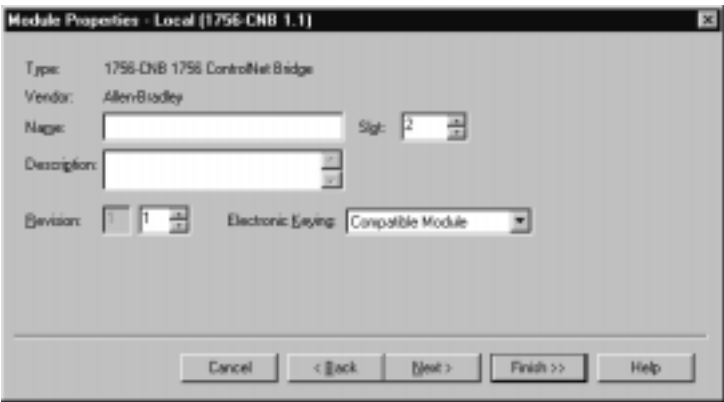 Module Properties - Local (1756-CNB 1.1)
Type: 1756-CNB 1756 ControlNet Bridge
Vendor: Allen-Bradley
Name: Slot: 2
Description:
Revision: 1 1 Electronic Keying: Compatible Module
Cancel < Back Next > Finish >> Help